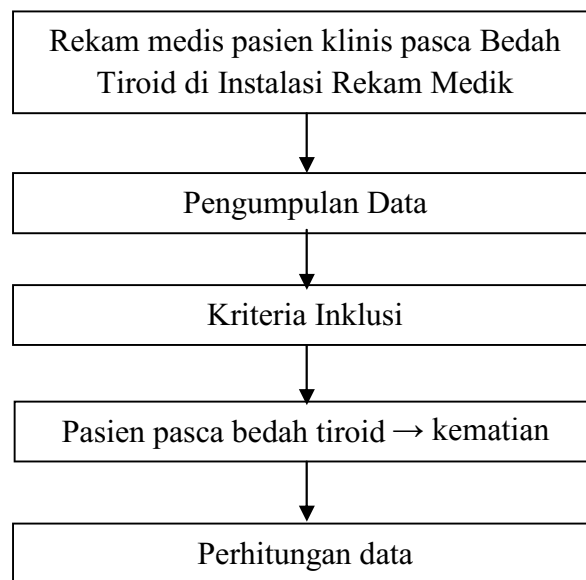 Rekam medis pasien klinis pasca Bedah
Tiroid di Instalasi Rekam Medik
Pengumpulan Data
Kriteria Inklusi
Pasien pasca bedah tiroid → kematian
Perhitungan data